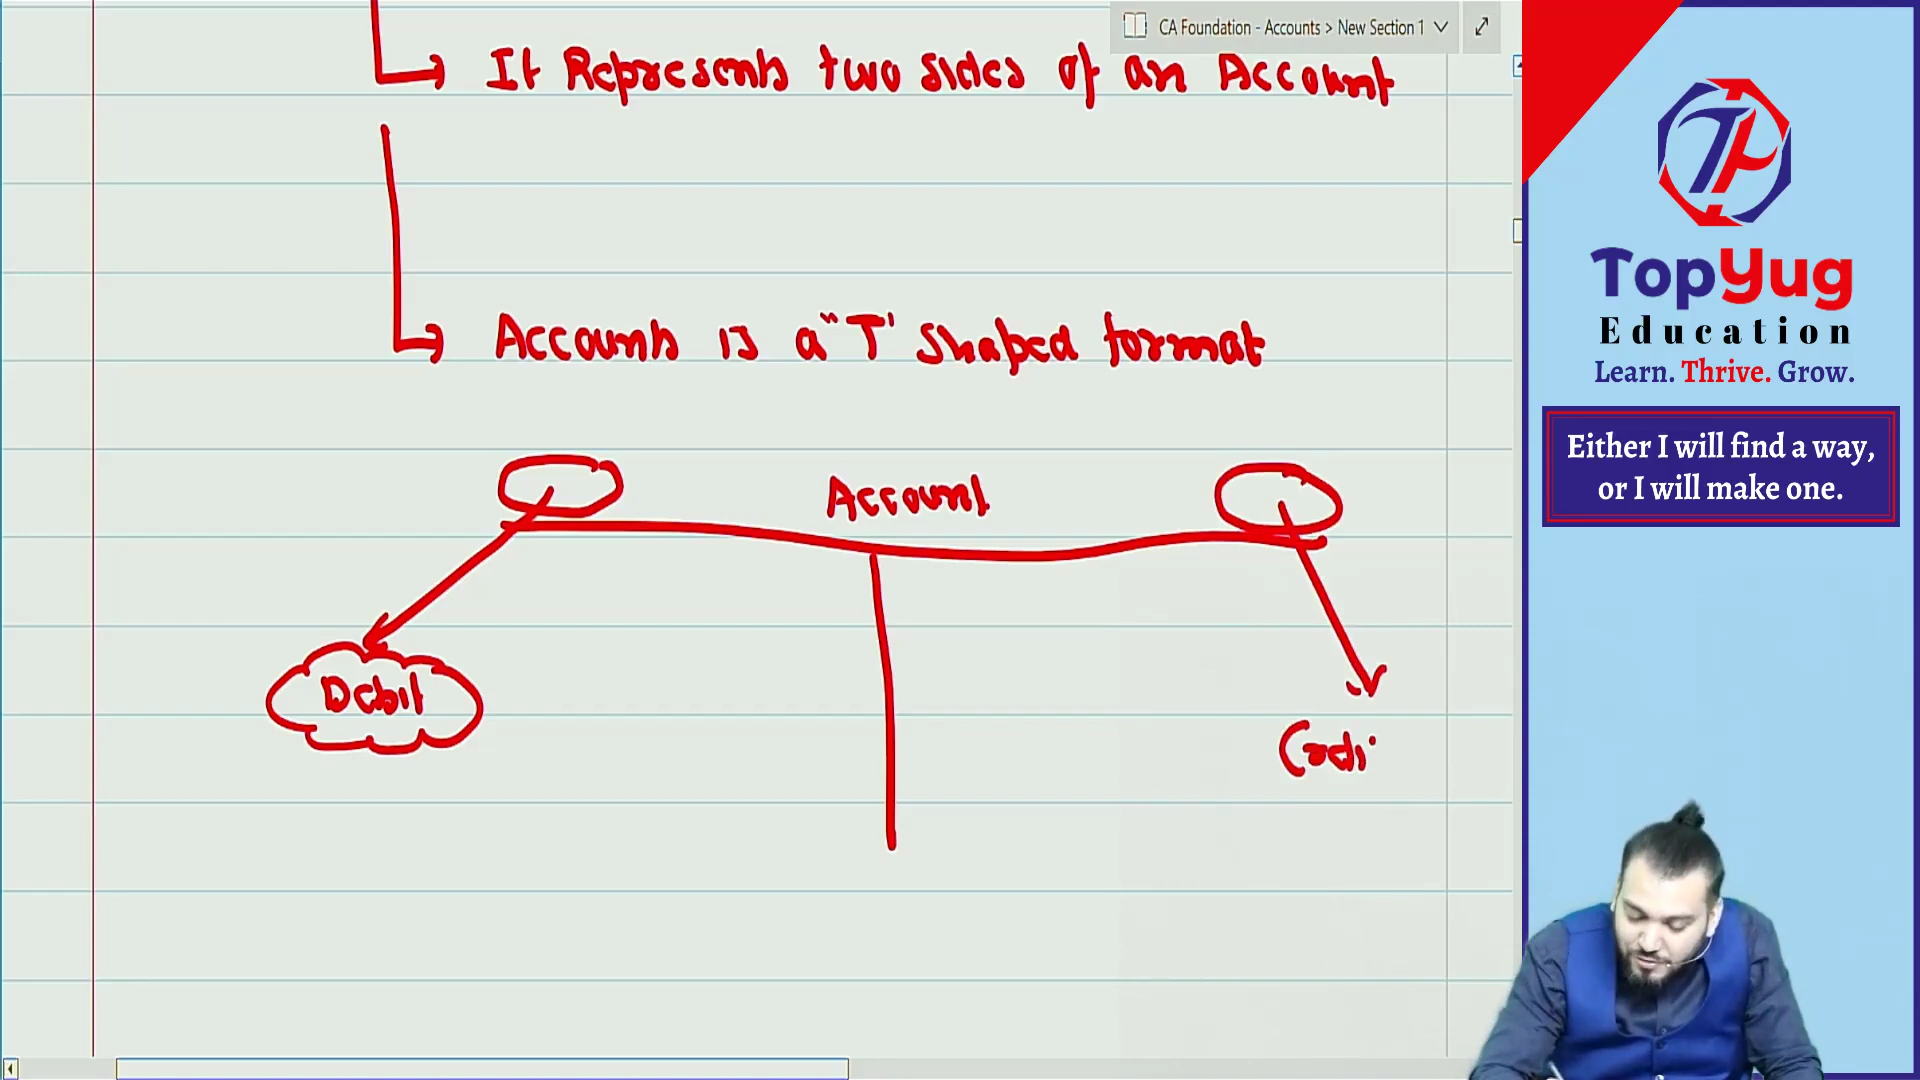 CA Foundation - Accounts > New Section 1
It Represents two sides of an Account
Accounts is a "T" shaped format
Account
Debit
Credi
TopYug
Education
Learn. Thrive. Grow.
Either I will find a way,
or I will make one.